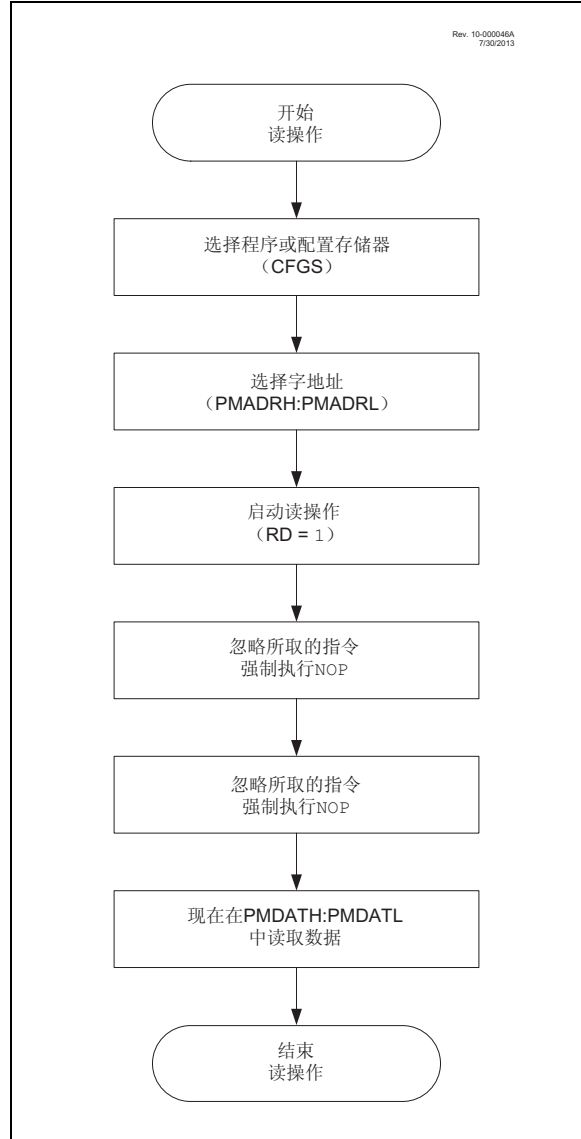 Rev. 10-000046A
7/30/2013
开始
读操作
选择程序或配置存储器
（CFGS）
选择字地址
（PMADRH:PMADRL）
启动读操作
（RD = 1）
忽略所取的指令
强制执行NOP
忽略所取的指令
强制执行NOP
现在在PMDATH:PMDATL
中读取数据
结束
读操作